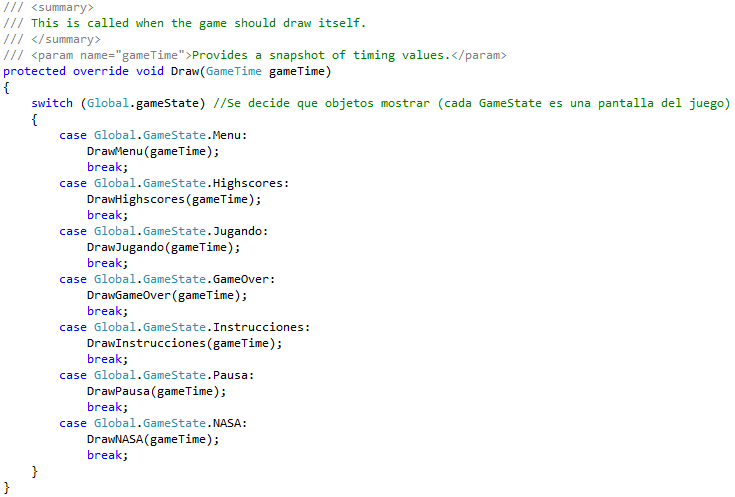 /// <summary>
/// This is called when the game should draw itself.
/// </summary>
/// <param name="gameTime">Provides a snapshot of timing values.</param>
protected override void Draw(GameTime gameTime)
{
    switch (Global.gameState) //Se decide que objetos mostrar (cada GameState es una pantalla del juego)
    {
        case Global.GameState.Menu:
            DrawMenu(gameTime);
            break;
        case Global.GameState.Highscores:
            DrawHighscores(gameTime);
            break;
        case Global.GameState.Jugando:
            DrawJugando(gameTime);
            break;
        case Global.GameState.GameOver:
            DrawGameOver(gameTime);
            break;
        case Global.GameState.Instrucciones:
            DrawInstrucciones(gameTime);
            break;
        case Global.GameState.Pausa:
            DrawPausa(gameTime);
            break;
        case Global.GameState.NASA:
            DrawNASA(gameTime);
            break;
    }
}